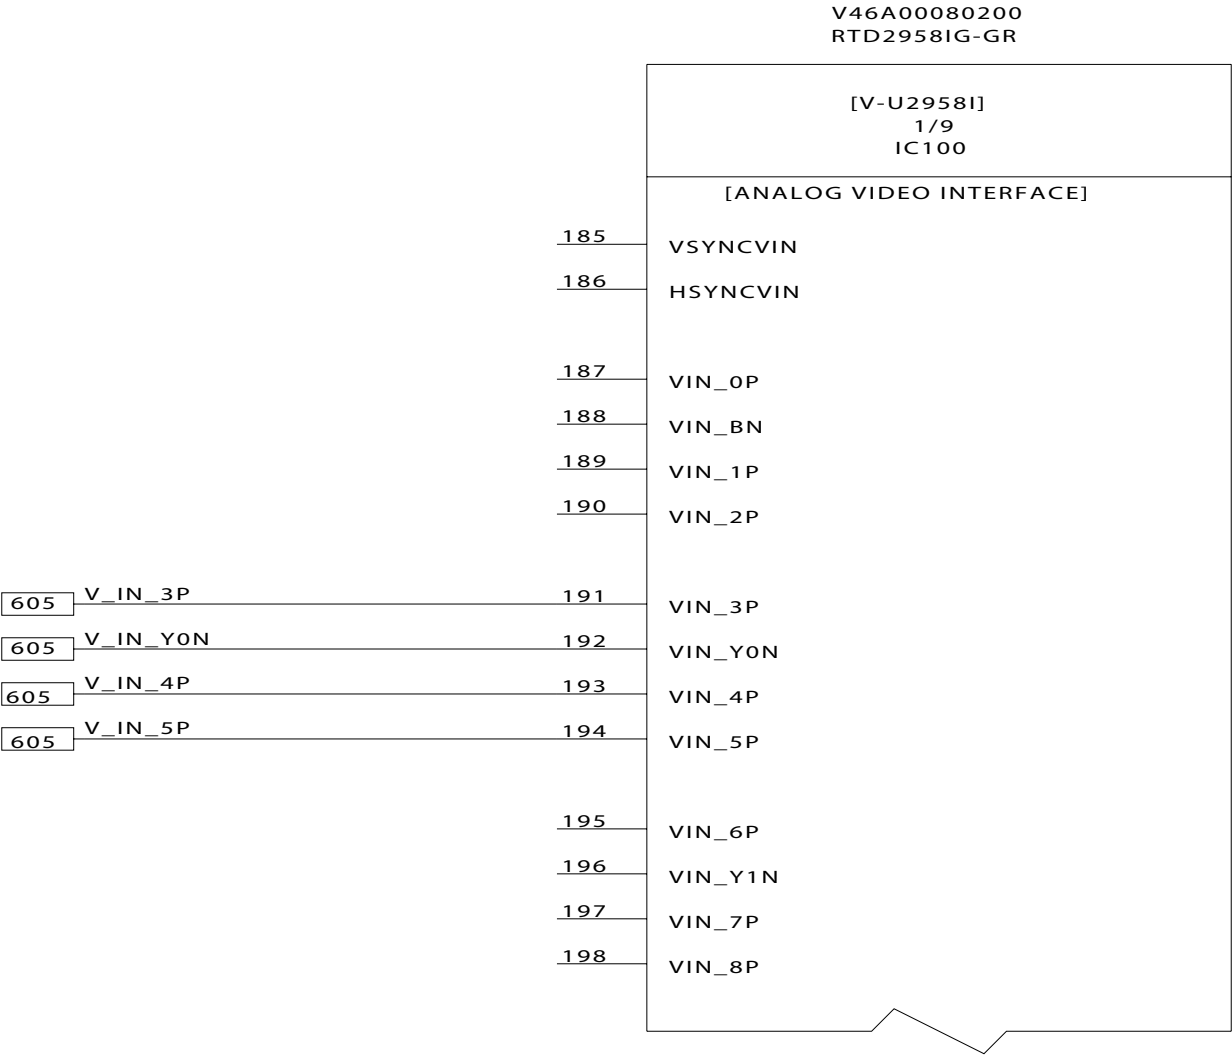 V46A00080200
RTD2958IG-GR
[V-U2958I]
1/9
IC100
[ANALOG VIDEO INTERFACE]
185 VSYNCVIN
186 HSYNCVIN
187 VIN_0P
188 VIN_BN
189 VIN_1P
190 VIN_2P
605 V_IN_3P 191 VIN_3P
605 V_IN_Y0N 192 VIN_Y0N
605 V_IN_4P 193 VIN_4P
605 V_IN_5P 194 VIN_5P
195 VIN_6P
196 VIN_Y1N
197 VIN_7P
198 VIN_8P